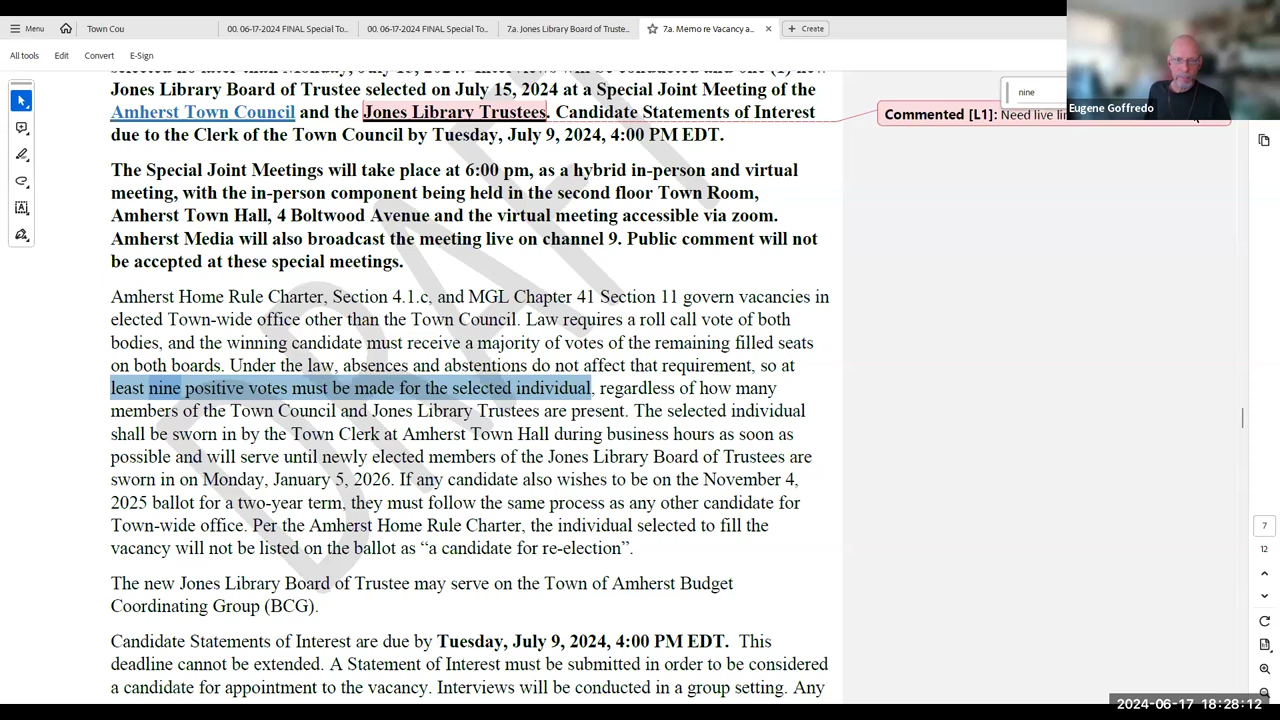 Menu
Town Cou
00. 06-17-2024 FINAL Special To...
00. 06-17-2024 FINAL Special To...
7a. Jones Library Board of Truste...
7a. Memo re Vacancy a...
Create
All tools
Edit
Convert
E-Sign
nine
Eugene Goffredo
Jones Library Board of Trustee selected on July 15, 2024 at a Special Joint Meeting of the
Amherst Town Council and the Jones Library Trustees. Candidate Statements of Interest
due to the Clerk of the Town Council by Tuesday, July 9, 2024, 4:00 PM EDT.
Commented [L1]: Need live
The Special Joint Meetings will take place at 6:00 pm, as a hybrid in-person and virtual
meeting, with the in-person component being held in the second floor Town Room,
Amherst Town Hall, 4 Boltwood Avenue and the virtual meeting accessible via zoom.
Amherst Media will also broadcast the meeting live on channel 9. Public comment will not
be accepted at these special meetings.
Amherst Home Rule Charter, Section 4.1.c, and MGL Chapter 41 Section 11 govern vacancies in
elected Town-wide office other than the Town Council. Law requires a roll call vote of both
bodies, and the winning candidate must receive a majority of votes of the remaining filled seats
on both boards. Under the law, absences and abstentions do not affect that requirement, so at
least nine positive votes must be made for the selected individual, regardless of how many
members of the Town Council and Jones Library Trustees are present. The selected individual
shall be sworn in by the Town Clerk at Amherst Town Hall during business hours as soon as
possible and will serve until newly elected members of the Jones Library Board of Trustees are
sworn in on Monday, January 5, 2026. If any candidate also wishes to be on the November 4,
2025 ballot for a two-year term, they must follow the same process as any other candidate for
Town-wide office. Per the Amherst Home Rule Charter, the individual selected to fill the
vacancy will not be listed on the ballot as “a candidate for re-election”.
The new Jones Library Board of Trustee may serve on the Town of Amherst Budget
Coordinating Group (BCG).
Candidate Statements of Interest are due by Tuesday, July 9, 2024, 4:00 PM EDT. This
deadline cannot be extended. A Statement of Interest must be submitted in order to be considered
a candidate for appointment to the vacancy. Interviews will be conducted in a group setting. Any
DRAFT
7
12
2024-06-17 18:28:12